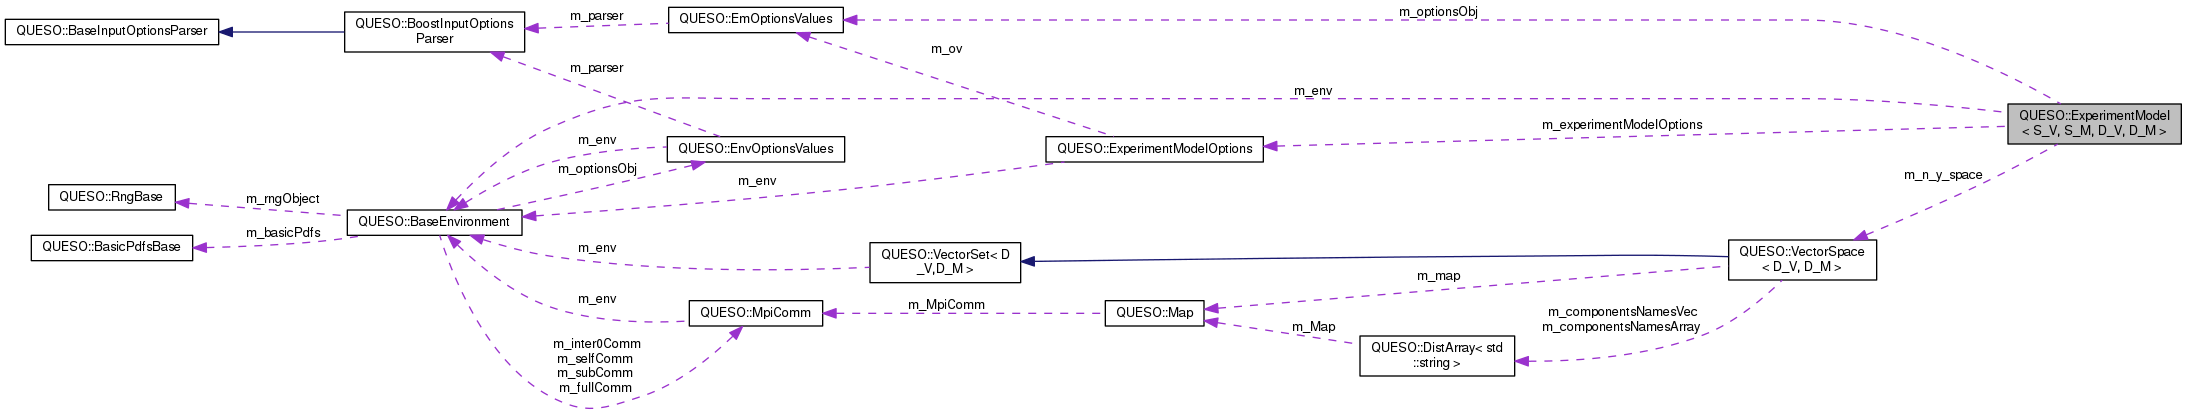 QUESO::BaseInputOptionsParser
QUESO::BoostInputOptions
Parser
m_parser
QUESO::EmOptionsValues
m_optionsObj
m_ov
m_parser
m_env
QUESO::ExperimentModel
< S_V, S_M, D_V, D_M >
m_experimentModelOptions
QUESO::EnvOptionsValues
m_env
QUESO::ExperimentModelOptions
m_optionsObj
m_env
m_n_y_space
QUESO::RngBase
m_rngObject
QUESO::BaseEnvironment
QUESO::BasicPdfsBase
m_basicPdfs
m_env
QUESO::VectorSet< D
_V,D_M >
QUESO::VectorSpace
< D_V, D_M >
m_map
m_env
QUESO::MpiComm
m_MpiComm
QUESO::Map
m_componentsNamesVec
m_componentsNamesArray
m_Map
QUESO::DistArray< std
::string >
m_inter0Comm
m_selfComm
m_subComm
m_fullComm